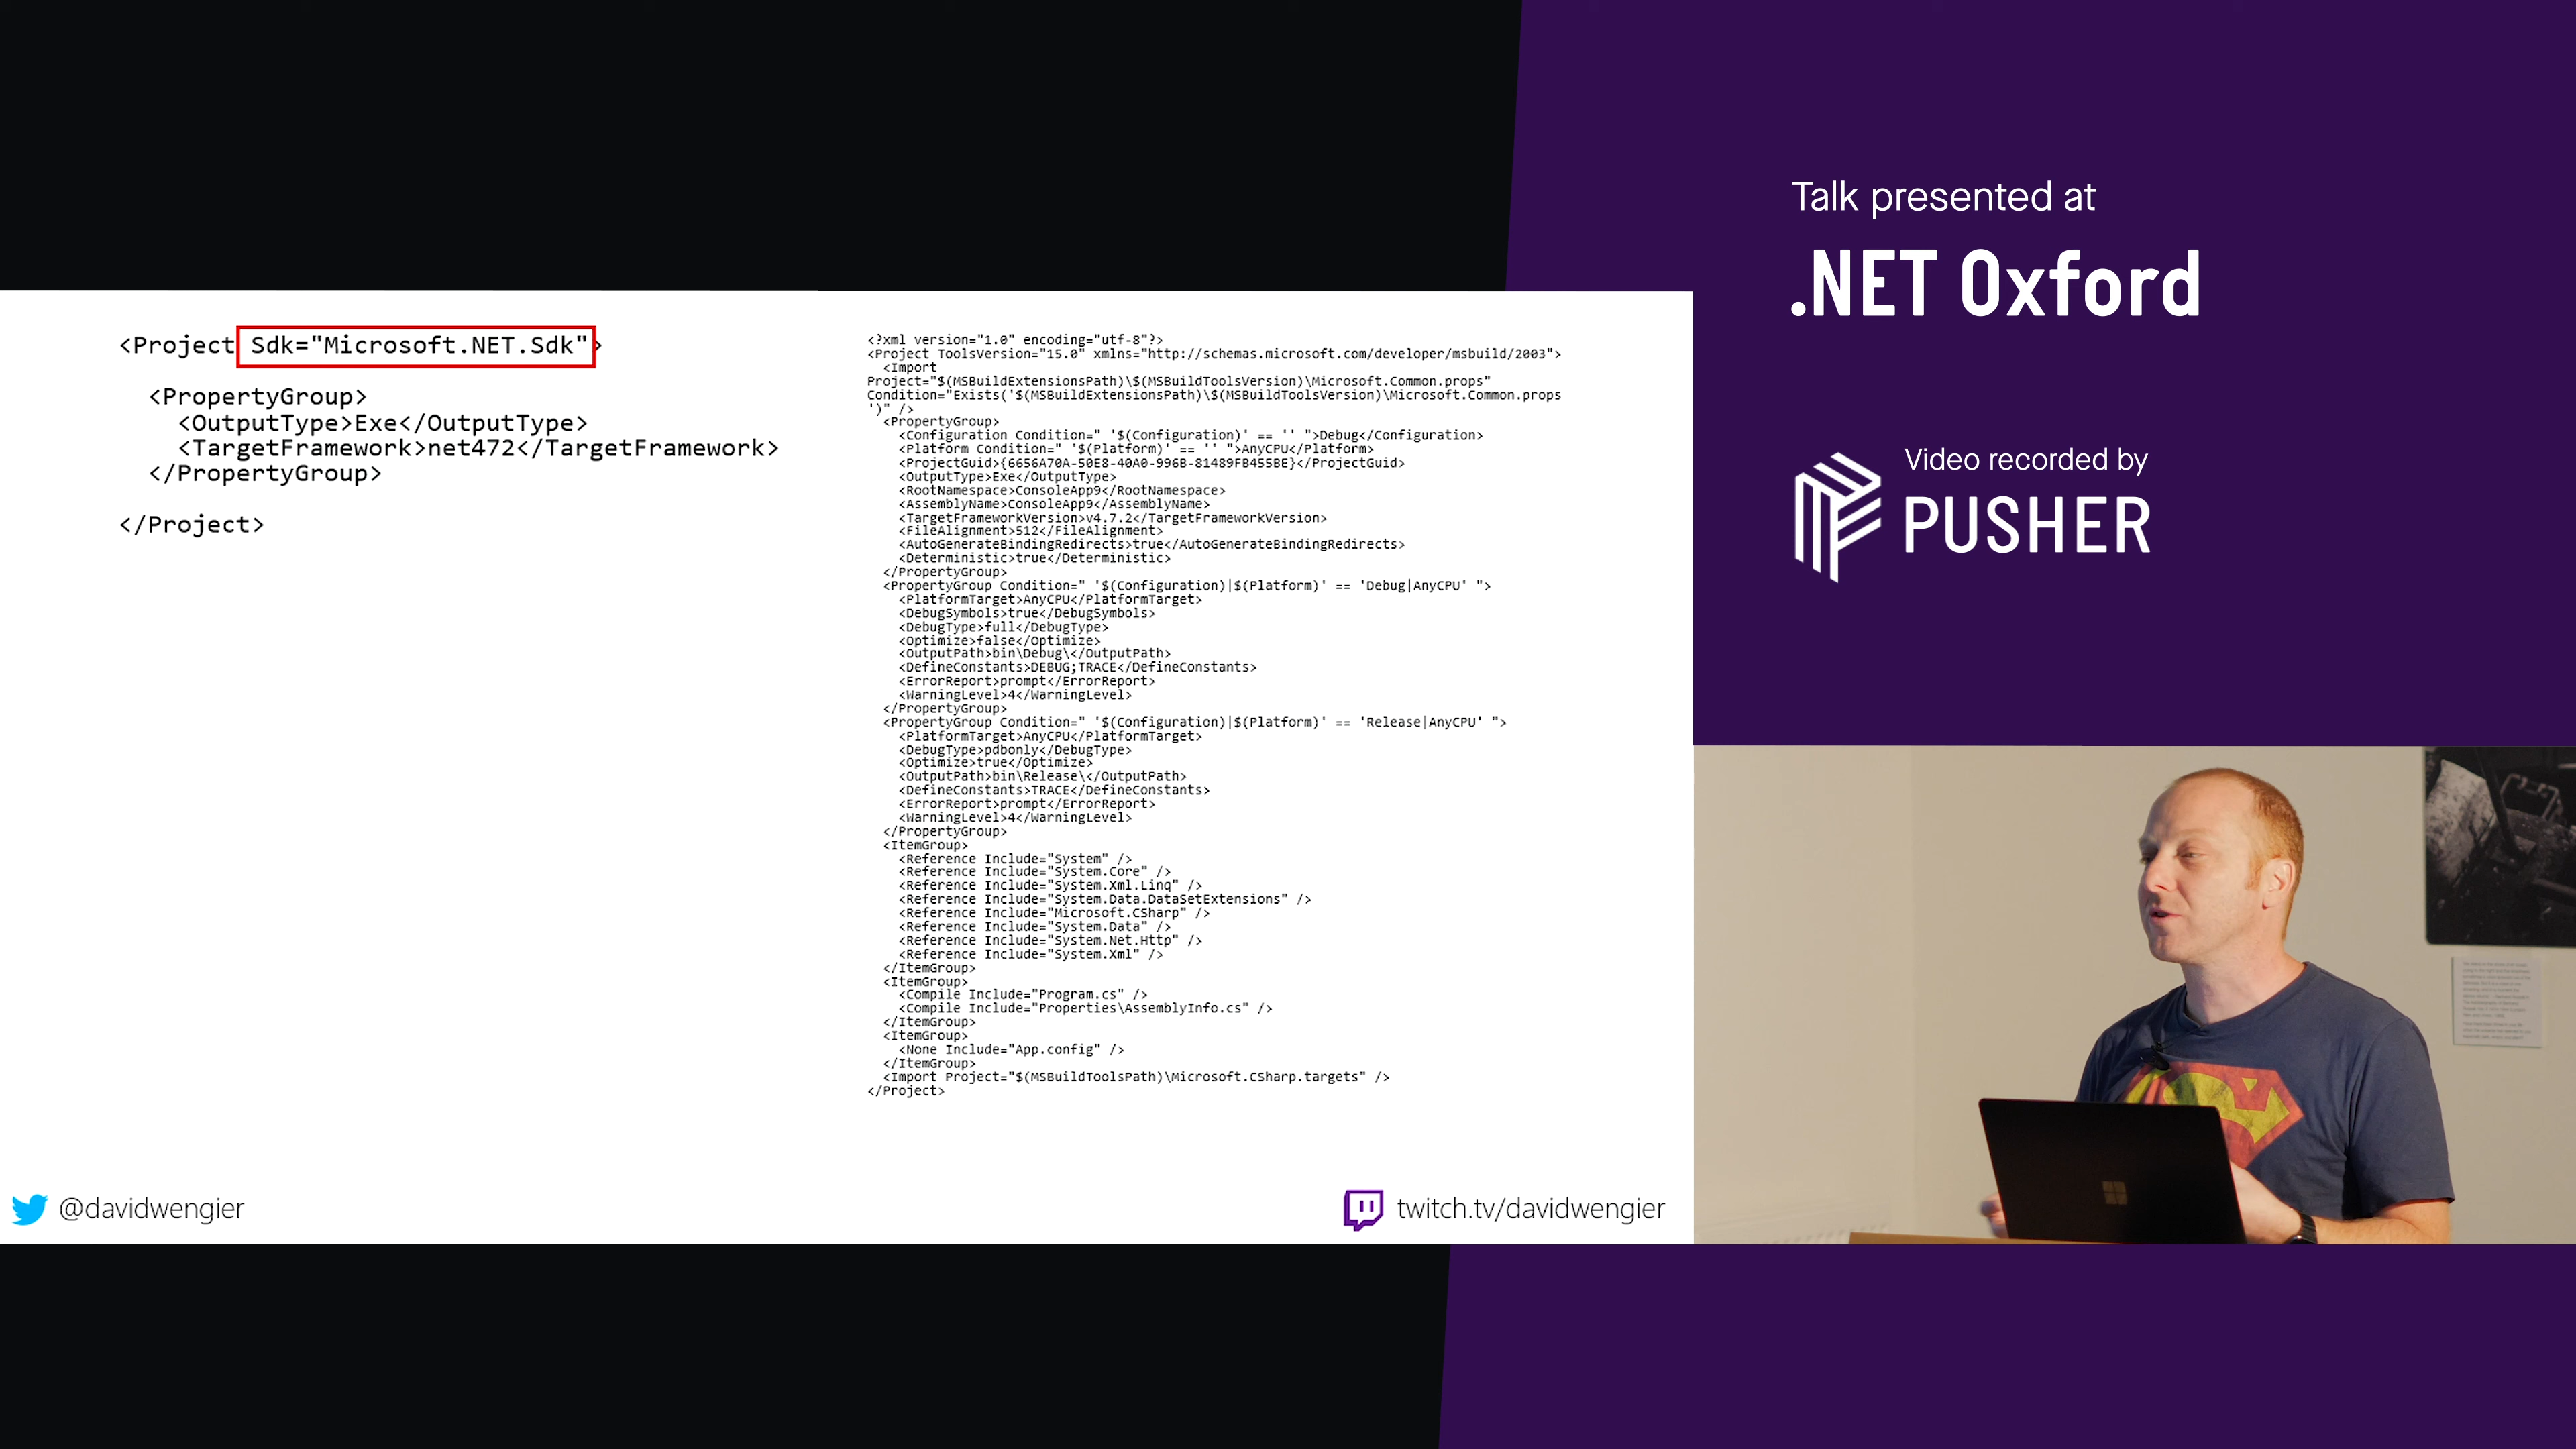 <Project Sdk="Microsoft.NET.Sdk">
<PropertyGroup>
<OutputType>Exe</OutputType>
<TargetFramework>net472</TargetFramework>
</PropertyGroup>
</Project>
<?xml version="1.0" encoding="utf-8"?>
<Project ToolsVersion="15.0" xmlns="http://schemas.microsoft.com/developer/msbuild/2003">
<Import
Project="$(MSBuildExtensionsPath)\$(MSBuildToolsVersion)\Microsoft.Common.props"
Condition="Exists('$(MSBuildExtensionsPath)\$(MSBuildToolsVersion)\Microsoft.Common.props
')" />
<PropertyGroup>
<Configuration Condition=" '$(Configuration)' == '' ">Debug</Configuration>
<Platform Condition=" '$(Platform)' == '' ">AnyCPU</Platform>
<ProjectGuid>{6656A70A-50E8-40A0-996B-81489FB455BE}</ProjectGuid>
<OutputType>Exe</OutputType>
<RootNamespace>ConsoleApp9</RootNamespace>
<AssemblyName>ConsoleApp9</AssemblyName>
<TargetFrameworkVersion>v4.7.2</TargetFrameworkVersion>
<FileAlignment>512</FileAlignment>
<AutoGenerateBindingRedirects>true</AutoGenerateBindingRedirects>
<Deterministic>true</Deterministic>
</PropertyGroup>
<PropertyGroup Condition=" '$(Configuration)|$(Platform)' == 'Debug|AnyCPU' ">
<PlatformTarget>AnyCPU</PlatformTarget>
<DebugSymbols>true</DebugSymbols>
<DebugType>full</DebugType>
<Optimize>false</Optimize>
<OutputPath>bin\Debug\</OutputPath>
<DefineConstants>DEBUG;TRACE</DefineConstants>
<ErrorReport>prompt</ErrorReport>
<WarningLevel>4</WarningLevel>
</PropertyGroup>
<PropertyGroup Condition=" '$(Configuration)|$(Platform)' == 'Release|AnyCPU' ">
<PlatformTarget>AnyCPU</PlatformTarget>
<DebugType>pdbonly</DebugType>
<Optimize>true</Optimize>
<OutputPath>bin\Release\</OutputPath>
<DefineConstants>TRACE</DefineConstants>
<ErrorReport>prompt</ErrorReport>
<WarningLevel>4</WarningLevel>
</PropertyGroup>
<ItemGroup>
<Reference Include="System" />
<Reference Include="System.Core" />
<Reference Include="System.Xml.Linq" />
<Reference Include="System.Data.DataSetExtensions" />
<Reference Include="Microsoft.CSharp" />
<Reference Include="System.Data" />
<Reference Include="System.Net.Http" />
<Reference Include="System.Xml" />
</ItemGroup>
<ItemGroup>
<Compile Include="Program.cs" />
<Compile Include="Properties\AssemblyInfo.cs" />
</ItemGroup>
<ItemGroup>
<None Include="App.config" />
</ItemGroup>
<Import Project="$(MSBuildToolsPath)\Microsoft.CSharp.targets" />
</Project>
@davidwengier
twitch.tv/davidwengier
Talk presented at
.NET Oxford
Video recorded by
PUSHER